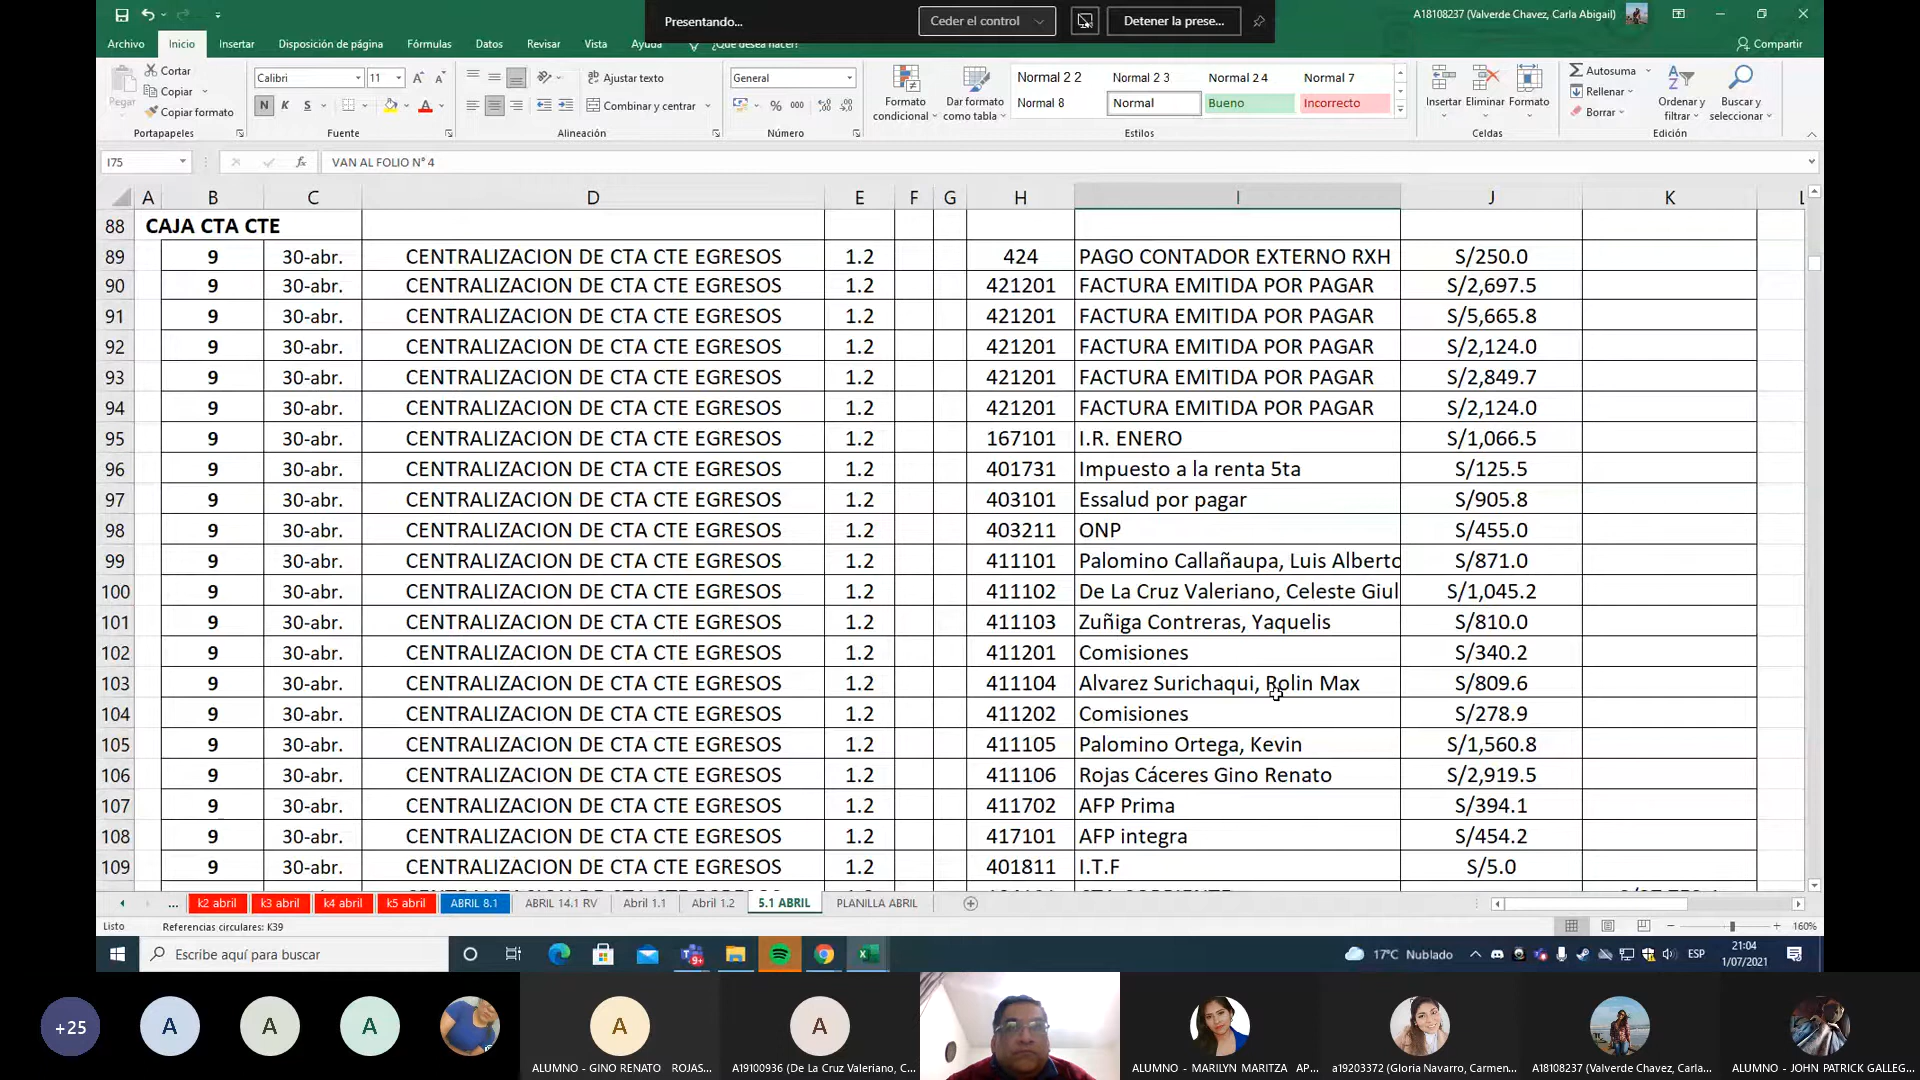 Presentando...
Ceder el control
Detener la prese...
A18108237 (Valverde Chavez, Carla Abigail)
Archivo Inicio Insertar Disposición de página Fórmulas Datos Revisar Vista Ayuda ¿Qué desea hacer? Compartir
Pegar
Cortar
Copiar
Copiar formato
Calibri 11
N K S
Ajustar texto
Combinar y centrar
General
% 000
Formato condicional
Dar formato como tabla
Normal 2 2 Normal 2 3 Normal 2 4 Normal 7
Normal 8 Normal Bueno Incorrecto
Insertar Eliminar Formato
Autosuma
Rellenar
Borrar
Ordenar y filtrar
Buscar y seleccionar
Portapapeles Fuente Alineación Número Estilos Celdas Edición
I75 fx VAN AL FOLIO N° 4
A B C D E F G H I J K L
88 CAJA CTA CTE
89 9 30-abr. CENTRALIZACION DE CTA CTE EGRESOS 1.2 424 PAGO CONTADOR EXTERNO RXH S/250.0
90 9 30-abr. CENTRALIZACION DE CTA CTE EGRESOS 1.2 421201 FACTURA EMITIDA POR PAGAR S/2,697.5
91 9 30-abr. CENTRALIZACION DE CTA CTE EGRESOS 1.2 421201 FACTURA EMITIDA POR PAGAR S/5,665.8
92 9 30-abr. CENTRALIZACION DE CTA CTE EGRESOS 1.2 421201 FACTURA EMITIDA POR PAGAR S/2,124.0
93 9 30-abr. CENTRALIZACION DE CTA CTE EGRESOS 1.2 421201 FACTURA EMITIDA POR PAGAR S/2,849.7
94 9 30-abr. CENTRALIZACION DE CTA CTE EGRESOS 1.2 421201 FACTURA EMITIDA POR PAGAR S/2,124.0
95 9 30-abr. CENTRALIZACION DE CTA CTE EGRESOS 1.2 167101 I.R. ENERO S/1,066.5
96 9 30-abr. CENTRALIZACION DE CTA CTE EGRESOS 1.2 401731 Impuesto a la renta 5ta S/125.5
97 9 30-abr. CENTRALIZACION DE CTA CTE EGRESOS 1.2 403101 Essalud por pagar S/905.8
98 9 30-abr. CENTRALIZACION DE CTA CTE EGRESOS 1.2 403211 ONP S/455.0
99 9 30-abr. CENTRALIZACION DE CTA CTE EGRESOS 1.2 411101 Palomino Callañaupa, Luis Alberto S/871.0
100 9 30-abr. CENTRALIZACION DE CTA CTE EGRESOS 1.2 411102 De La Cruz Valeriano, Celeste Giul S/1,045.2
101 9 30-abr. CENTRALIZACION DE CTA CTE EGRESOS 1.2 411103 Zuñiga Contreras, Yaquelis S/810.0
102 9 30-abr. CENTRALIZACION DE CTA CTE EGRESOS 1.2 411201 Comisiones S/340.2
103 9 30-abr. CENTRALIZACION DE CTA CTE EGRESOS 1.2 411104 Alvarez Surichaqui, Rolin Max S/809.6
104 9 30-abr. CENTRALIZACION DE CTA CTE EGRESOS 1.2 411202 Comisiones S/278.9
105 9 30-abr. CENTRALIZACION DE CTA CTE EGRESOS 1.2 411105 Palomino Ortega, Kevin S/1,560.8
106 9 30-abr. CENTRALIZACION DE CTA CTE EGRESOS 1.2 411106 Rojas Cáceres Gino Renato S/2,919.5
107 9 30-abr. CENTRALIZACION DE CTA CTE EGRESOS 1.2 411702 AFP Prima S/394.1
108 9 30-abr. CENTRALIZACION DE CTA CTE EGRESOS 1.2 417101 AFP integra S/454.2
109 9 30-abr. CENTRALIZACION DE CTA CTE EGRESOS 1.2 401811 I.T.F S/5.0
... k2 abril k3 abril k4 abril k5 abril ABRIL 8.1 ABRIL 14.1 RV Abril 1.1 Abril 1.2 5.1 ABRIL PLANILLA ABRIL
Listo Referencias circulares: K39 160%
Escribe aquí para buscar 9+ 17°C Nublado ESP 21:04
1/07/2021
+25 A A A A A
ALUMNO - GINO RENATO ROJAS... A19100936 (De La Cruz Valeriano, C... ALUMNO - MARILYN MARITZA AP... a19203372 (Gloria Navarro, Carmen... A18108237 (Valverde Chavez, Carla... ALUMNO - JOHN PATRICK GALLEG...